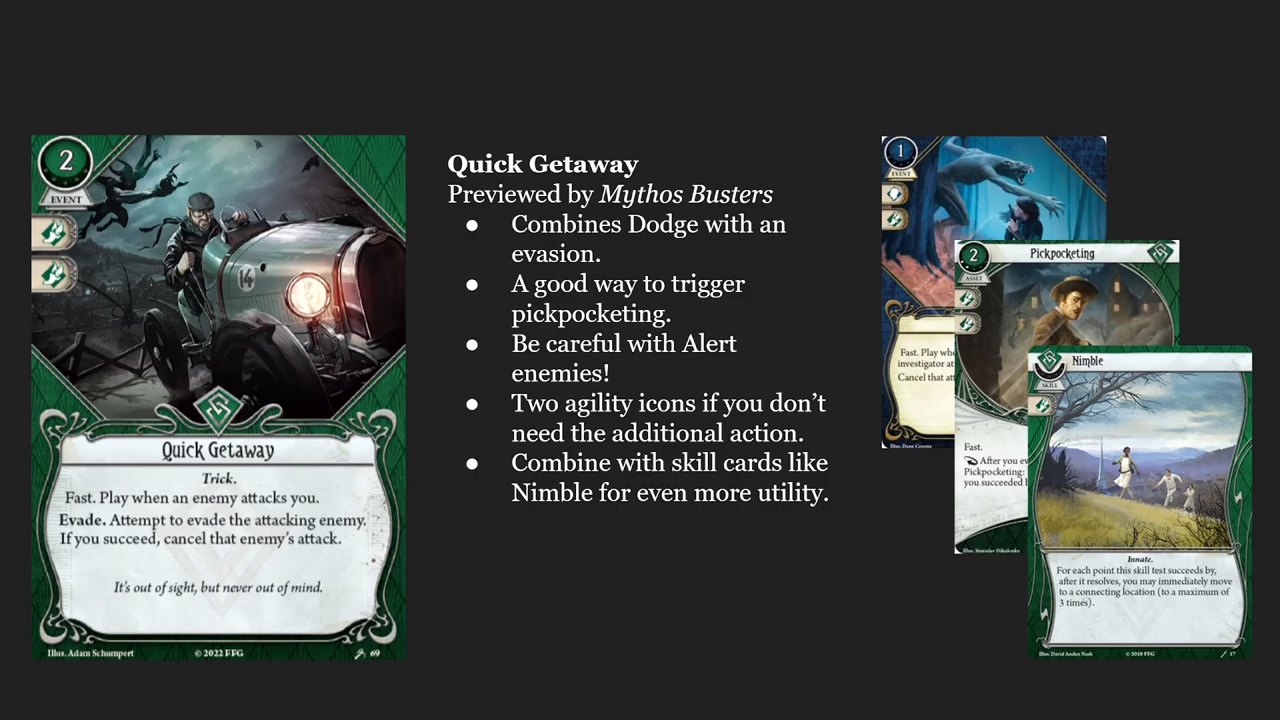 2
EVENT
14
Quick Getaway
Trick.
Fast. Play when an enemy attacks you.
Evade. Attempt to evade the attacking enemy.
If you succeed, cancel that enemy's attack.
It's out of sight, but never out of mind.
Illus. Adam Schumpert © 2022 FFG 69
Quick Getaway
Previewed by Mythos Busters
● Combines Dodge with an
evasion.
● A good way to trigger
pickpocketing.
● Be careful with Alert
enemies!
● Two agility icons if you don't
need the additional action.
● Combine with skill cards like
Nimble for even more utility.
1
EVENT
Fast. Play
investigator
Cancel that
2
ASSET
Pickpocketing
Fast.
After you
Pickpocketing:
you succeeded
SKILL
Nimble
Innate.
For each point this skill test succeeds by,
after it resolves, you may immediately move
to a connecting location (to a maximum of
3 times).
Illus. David Auden Nash © 2019 FFG 17